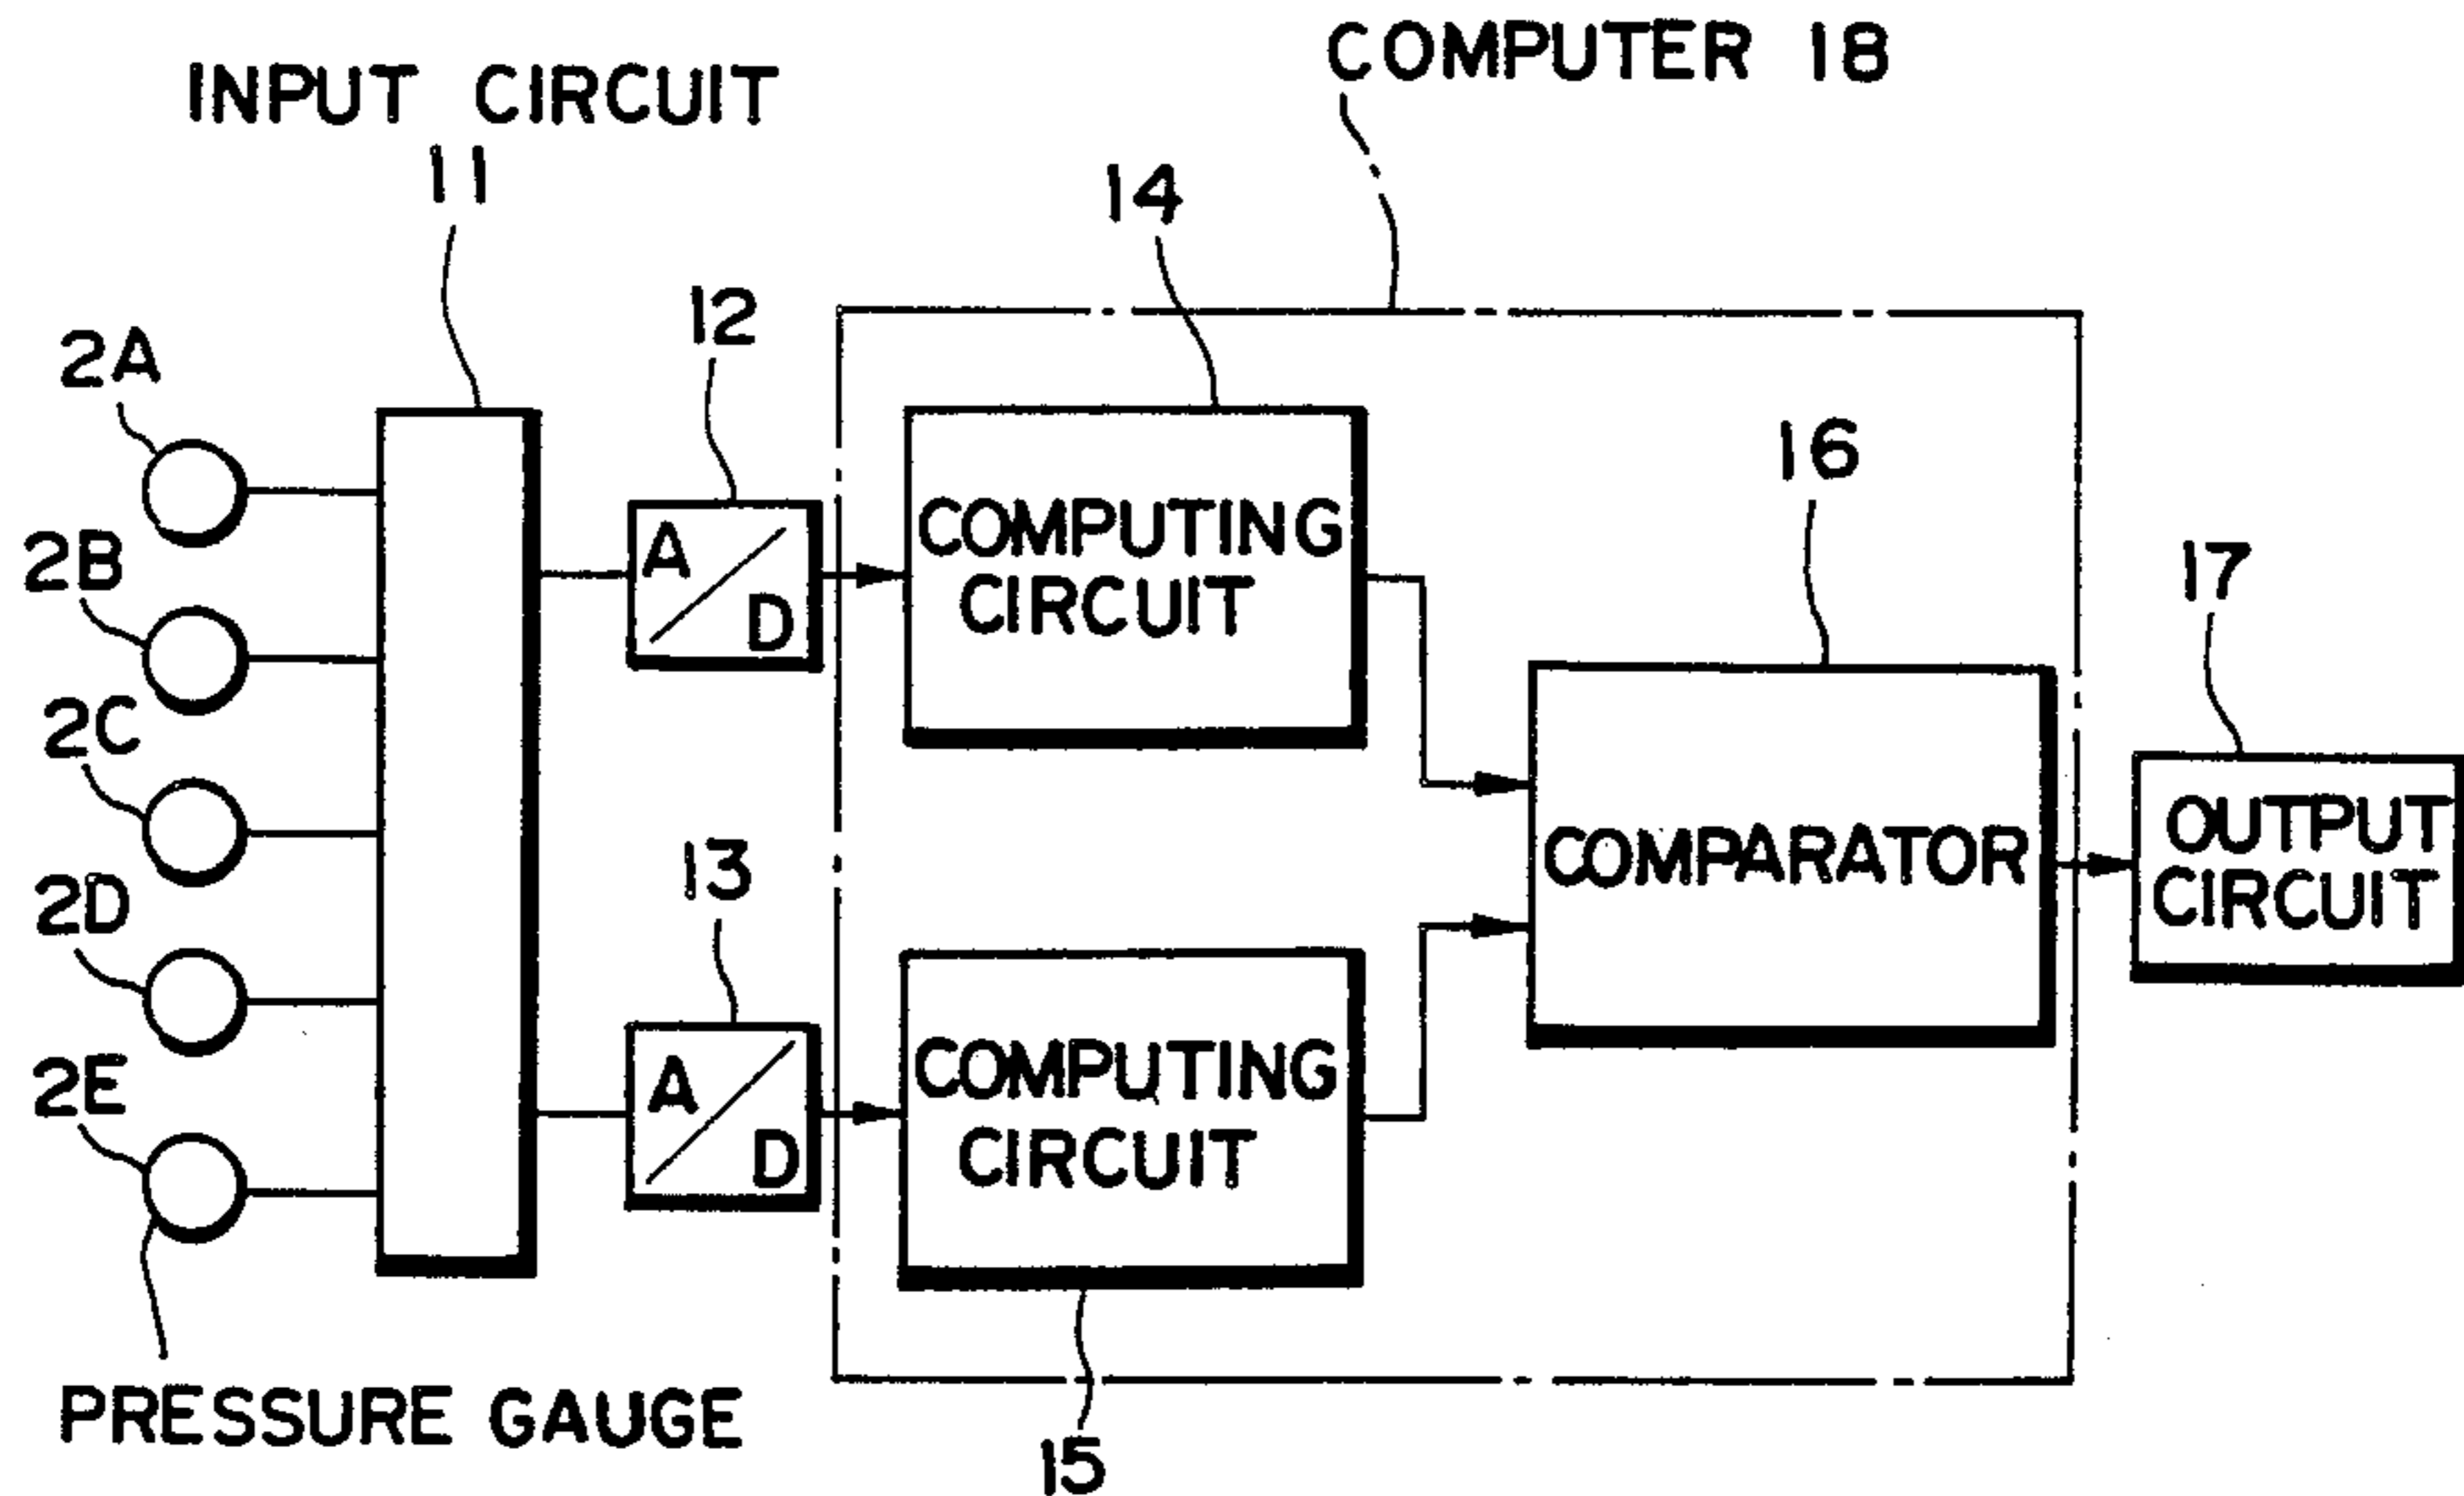 COMPUTER 18
INPUT CIRCUIT
11
14
12
2A
16
COMPUTING
CIRCUIT
A
D
2B
17
2C
OUTPUT
CIRCUIT
COMPARATOR
13
2D
COMPUTING
CIRCUIT
A
D
2E
PRESSURE GAUGE
15